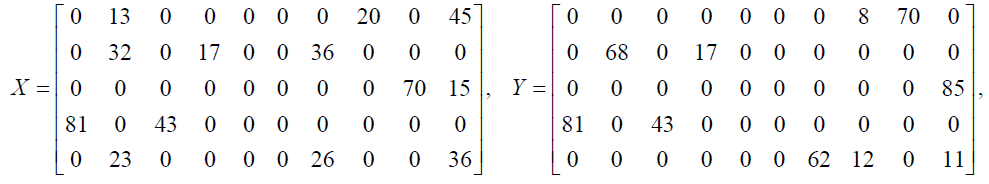 0 13 0 0 0 0 0 20 0 45 0 0 0 0 0 0 0 8 70 0
0 32 0 17 0 0 36 0 0 0 0 68 0 17 0 0 0 0 0 0
X = 0 0 0 0 0 0 0 0 70 15 , Y = 0 0 0 0 0 0 0 0 0 85 ,
81 0 43 0 0 0 0 0 0 0 81 0 43 0 0 0 0 0 0 0
0 23 0 0 0 0 26 0 0 36 0 0 0 0 0 0 62 12 0 11